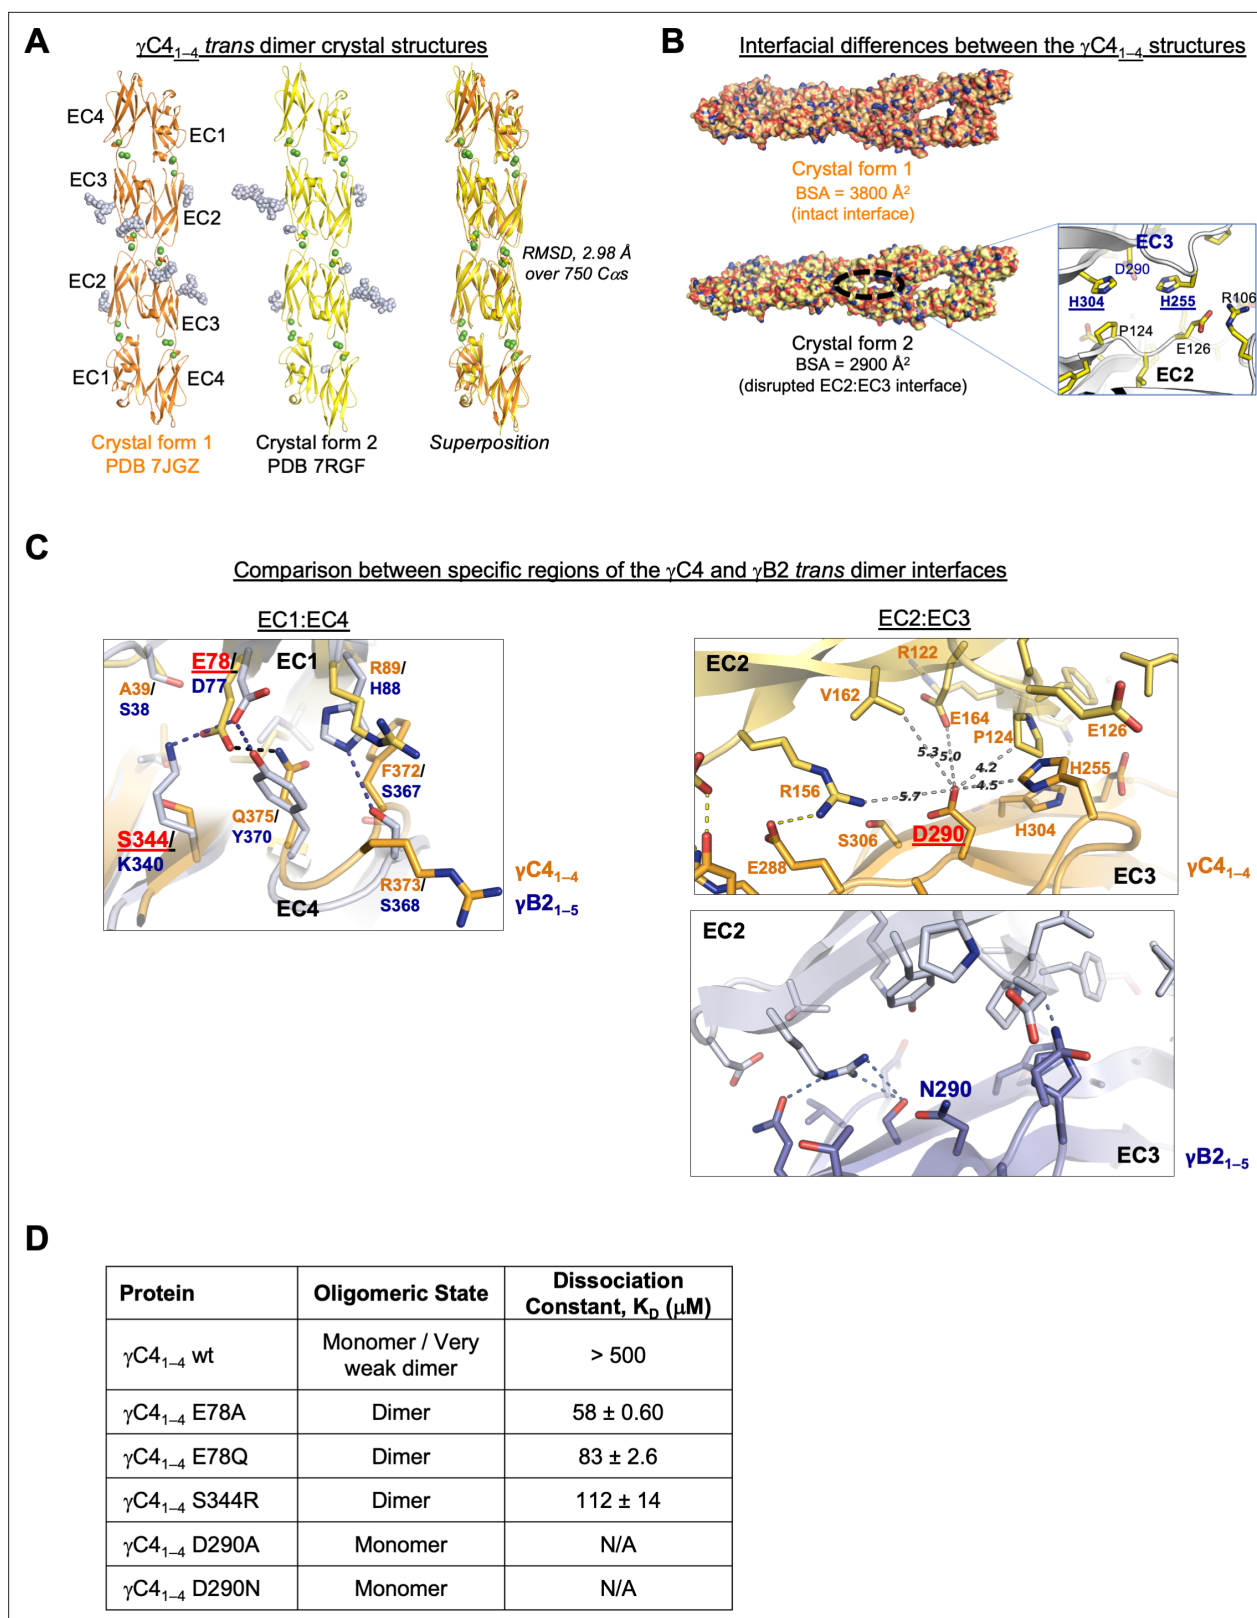 A
γC4₁₋₄ trans dimer crystal structures
EC4
EC1
EC3
EC2
EC2
EC3
EC1
EC4
RMSD, 2.98 Å
over 750 Cαs
Crystal form 1
PDB 7JGZ
Crystal form 2
PDB 7RGF
Superposition
B
Interfacial differences between the γC4₁₋₄ structures
Crystal form 1
BSA = 3800 Å²
(intact interface)
Crystal form 2
BSA = 2900 Å²
(disrupted EC2:EC3 interface)
EC3
D290
H304
H255
R106
P124
E126
EC2
C
Comparison between specific regions of the γC4 and γB2 trans dimer interfaces
EC1:EC4
E78/
D77
EC1
R89/
H88
A39/
S38
F372/
S367
Q375/
Y370
S344/
K340
R373/
S368
EC4
γC4₁₋₄
γB2₁₋₅
EC2:EC3
EC2
R122
V162
E164
P124
E126
5.3
5.0
4.2
4.5
5.7
H255
R156
S306
D290
H304
E288
EC3
γC4₁₋₄
EC2
N290
EC3
γB2₁₋₅
D
Protein Oligomeric State Dissociation Constant, K_D (μM)
γC4₁₋₄ wt Monomer / Very weak dimer > 500
γC4₁₋₄ E78A Dimer 58 ± 0.60
γC4₁₋₄ E78Q Dimer 83 ± 2.6
γC4₁₋₄ S344R Dimer 112 ± 14
γC4₁₋₄ D290A Monomer N/A
γC4₁₋₄ D290N Monomer N/A